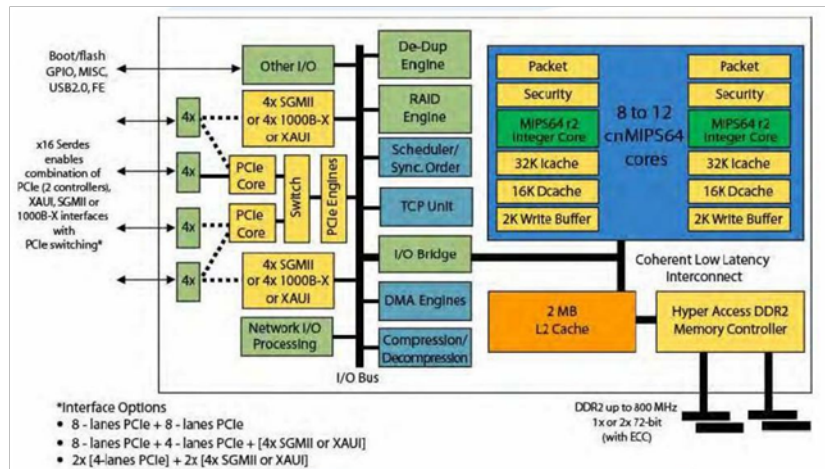 Boot/flash
GPIO, MISC,
USB2.0, FE
x16 Serdes
enables
combination of
PCIe (2 controllers),
XAUI, SGMII or
1000B-X interfaces
with
PCIe switching*
4x
4x
4x
4x
Other I/O
4x SGMII
or 4x 1000B-X
or XAUI
PCIe
Core
PCIe
Core
Switch
PCIe Engines
4x SGMII
or 4x 1000B-X
or XAUI
Network I/O
Processing
I/O Bus
De-Dup
Engine
RAID
Engine
Scheduler/
Sync. Order
TCP Unit
I/O Bridge
DMA Engines
Compression/
Decompression
Packet
Security
MIPS64 r2
Integer Core
32K Icache
16K Dcache
2K Write Buffer
8 to 12
cnMIPS64
cores
Packet
Security
MIPS64 r2
Integer Core
32K Icache
16K Dcache
2K Write Buffer
Coherent Low Latency
Interconnect
2 MB
L2 Cache
Hyper Access DDR2
Memory Controller
DDR2 up to 800 MHz
1x or 2x 72-bit
(with ECC)
*Interface Options
• 8 - lanes PCIe + 8 - lanes PCIe
• 8 - lanes PCIe + 4 - lanes PCIe + [4x SGMII or XAUI]
• 2x [4-lanes PCIe] + 2x [4x SGMII or XAUI]